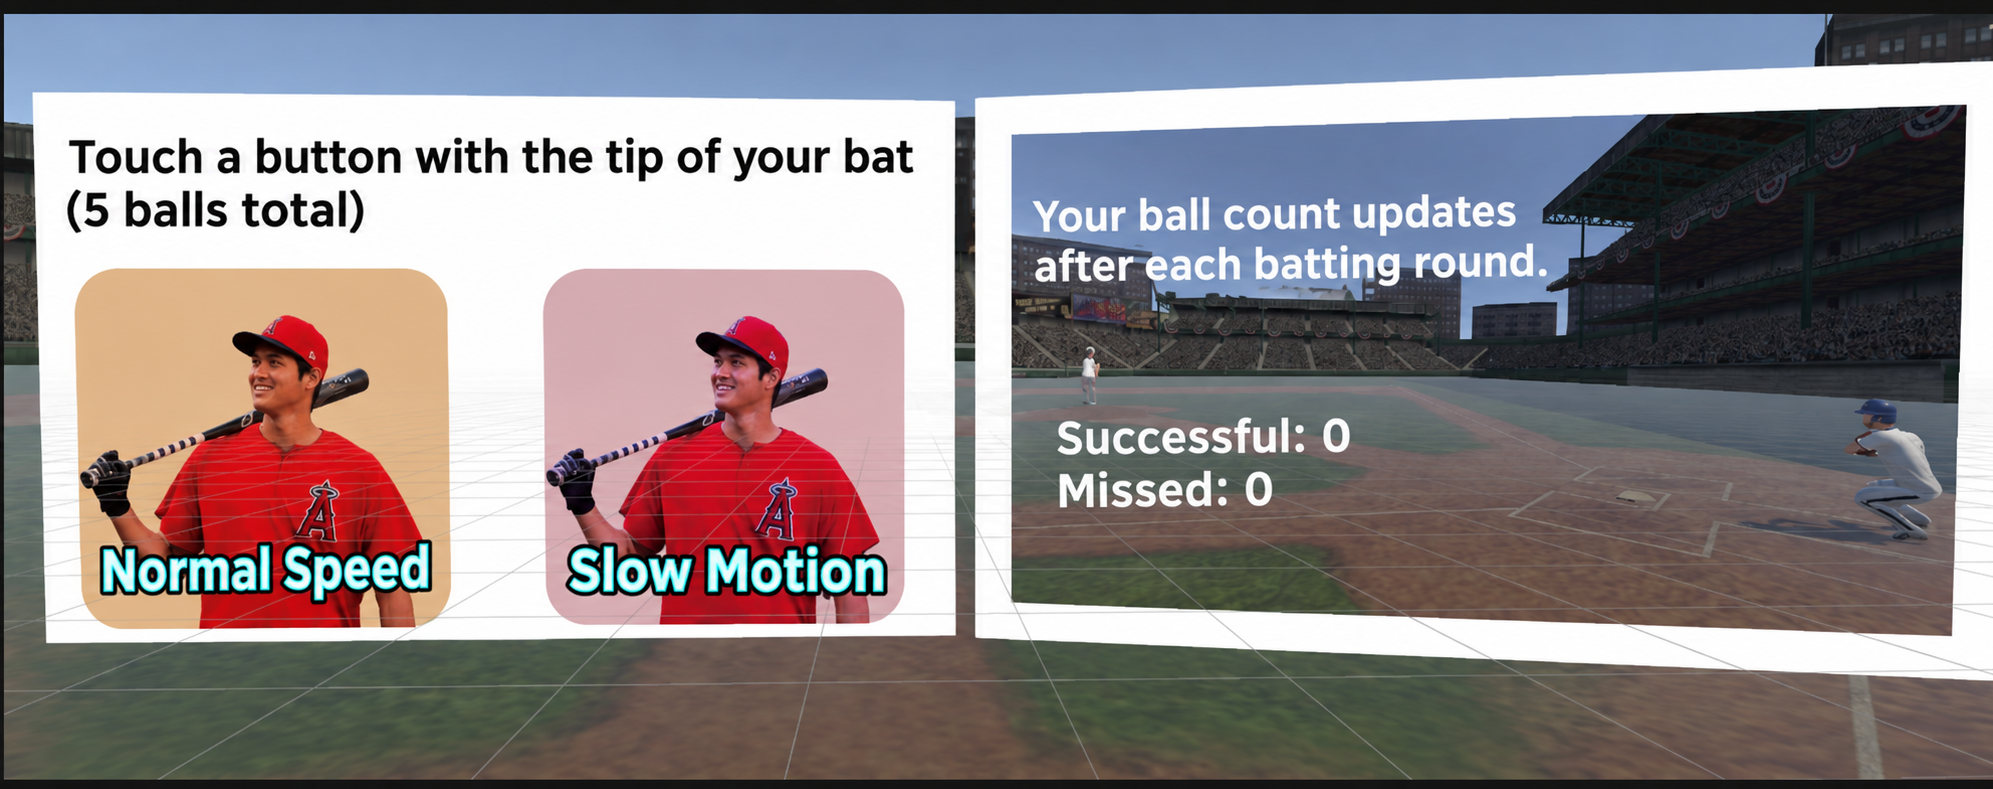 Touch a button with the tip of your bat
(5 balls total)
Normal Speed
Slow Motion
Your ball count updates
after each batting round.
Successful: 0
Missed: 0